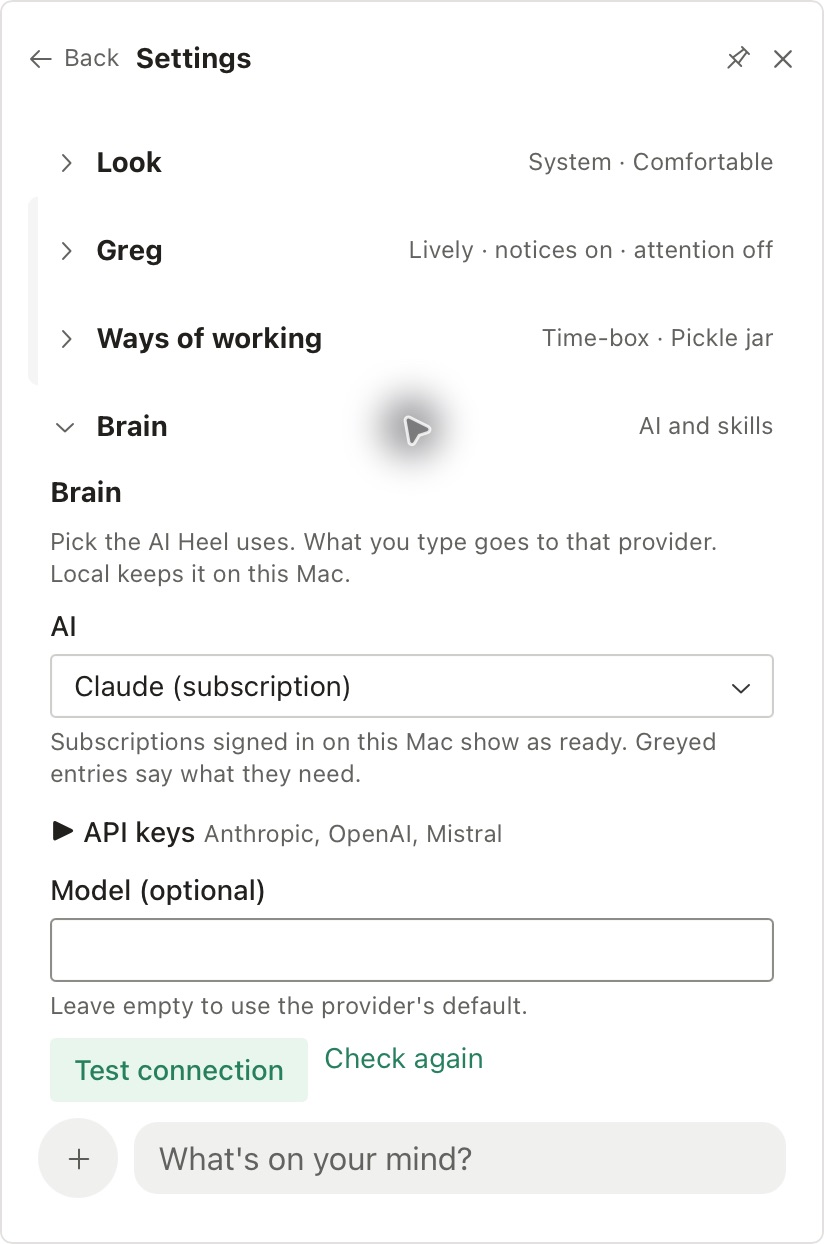 Back Settings
Look System · Comfortable
Greg Lively · notices on · attention off
Ways of working Time-box · Pickle jar
Brain AI and skills
Brain
Pick the AI Heel uses. What you type goes to that provider.
Local keeps it on this Mac.
AI
Claude (subscription)
Subscriptions signed in on this Mac show as ready. Greyed
entries say what they need.
API keys Anthropic, OpenAI, Mistral
Model (optional)
Leave empty to use the provider's default.
Test connection Check again
What's on your mind?